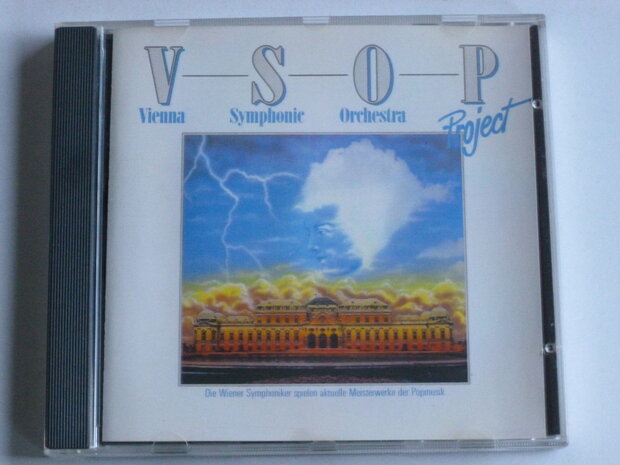 V—S—O—P
Vienna Symphonic Orchestra Project
Die Wiener Symphoniker spielen aktuelle Meisterwerke der Popmusik